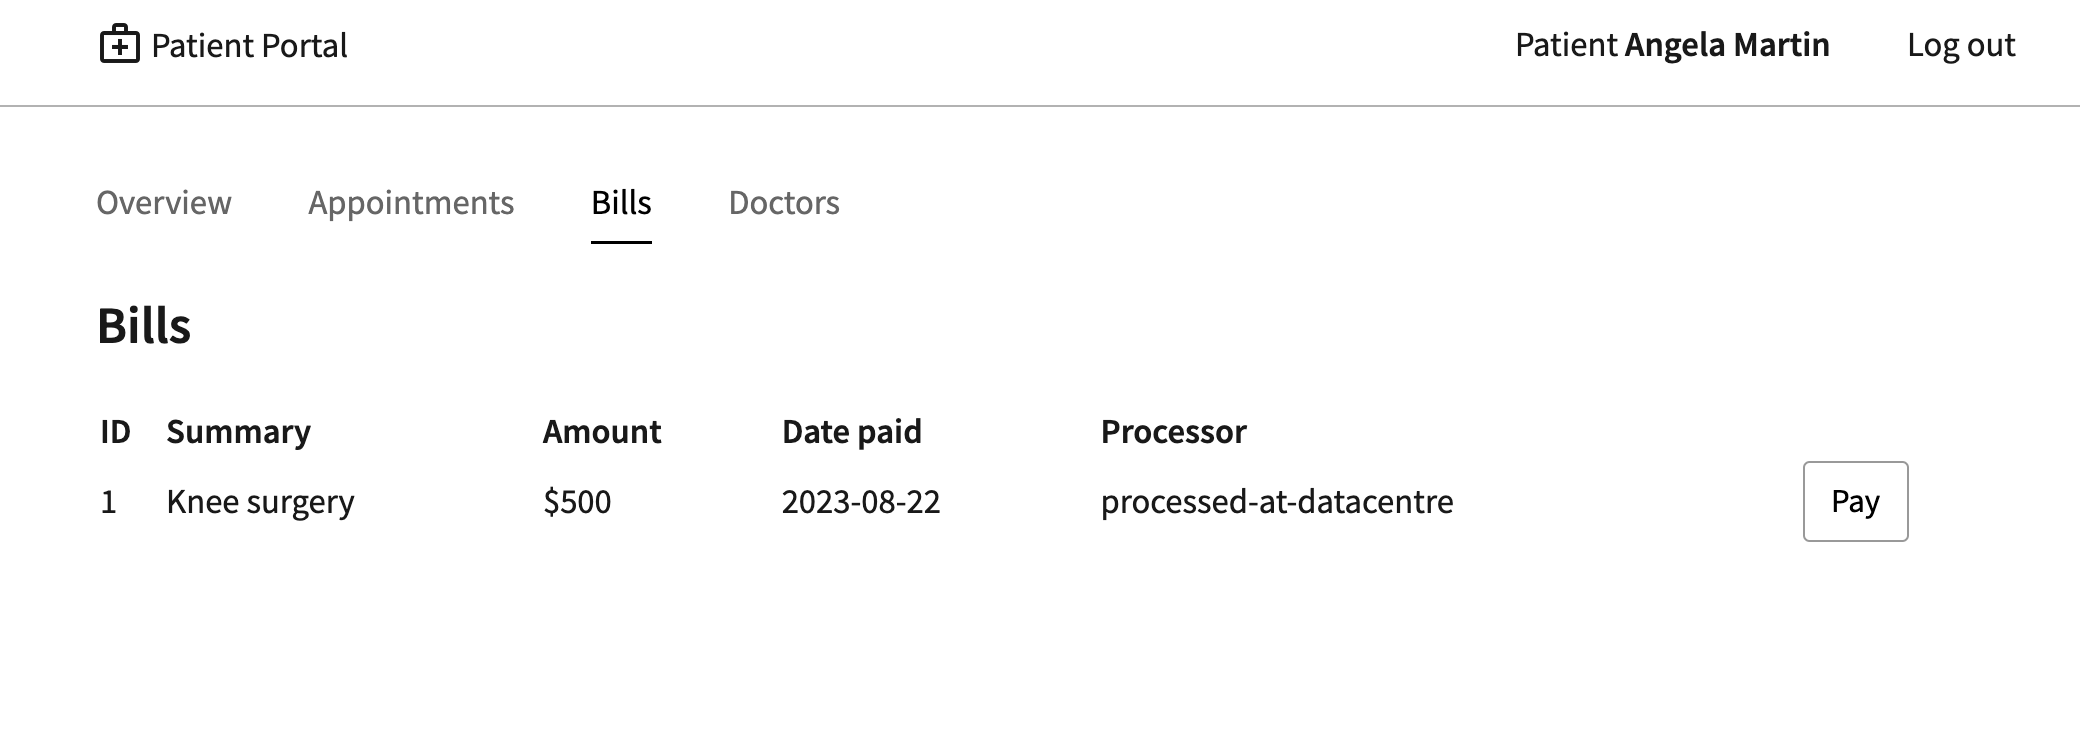 Patient Portal Patient Angela Martin Log out
Overview Appointments Bills Doctors
Bills
ID Summary Amount Date paid Processor
1 Knee surgery $500 2023-08-22 processed-at-datacentre Pay